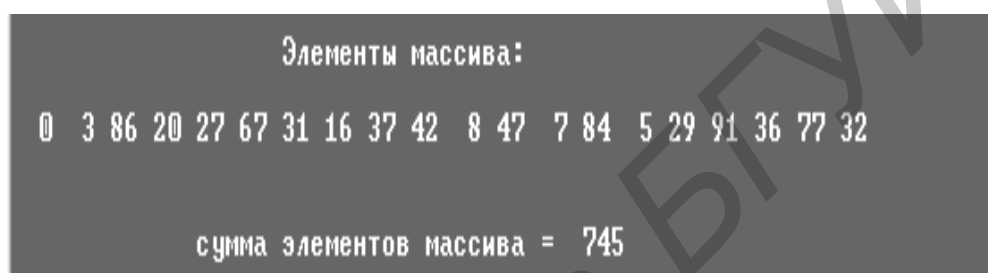 Элементы массива:
0 3 86 20 27 67 31 16 37 42 8 47 7 84 5 29 91 36 77 32
сумма элементов массива = 745